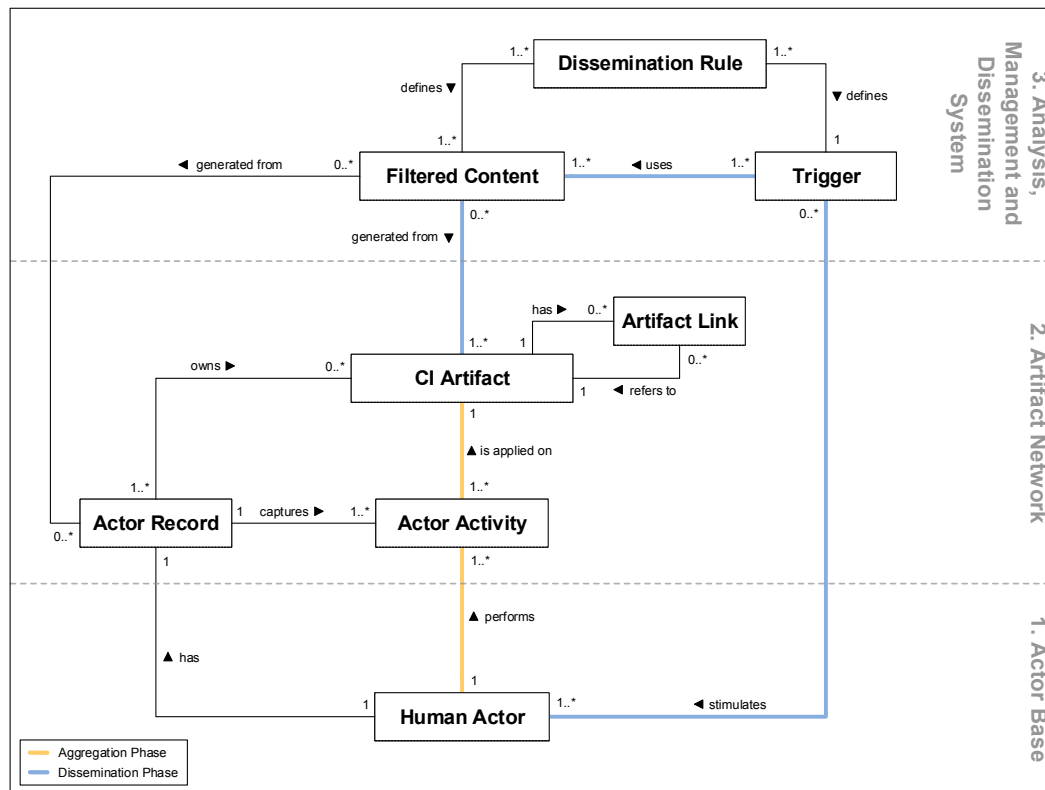 1..*
Dissemination Rule
1..*
defines ▼
▼ defines
1..*
1
◄ generated from
0..*
Filtered Content
1..*
◄ uses
1..*
Trigger
0..*
0..*
generated from ▼
3. Analysis,
Management and
Dissemination
System
has ►
0..*
Artifact Link
1..*
1
0..*
owns ►
0..*
CI Artifact
1
◄ refers to
1
▲ is applied on
1..*
1..*
Actor Record
1
captures ►
1..*
Actor Activity
0..*
1
1..*
2. Artifact Network
▲ performs
▲ has
1
1
Human Actor
1..*
◄ stimulates
1. Actor Base
Aggregation Phase
Dissemination Phase